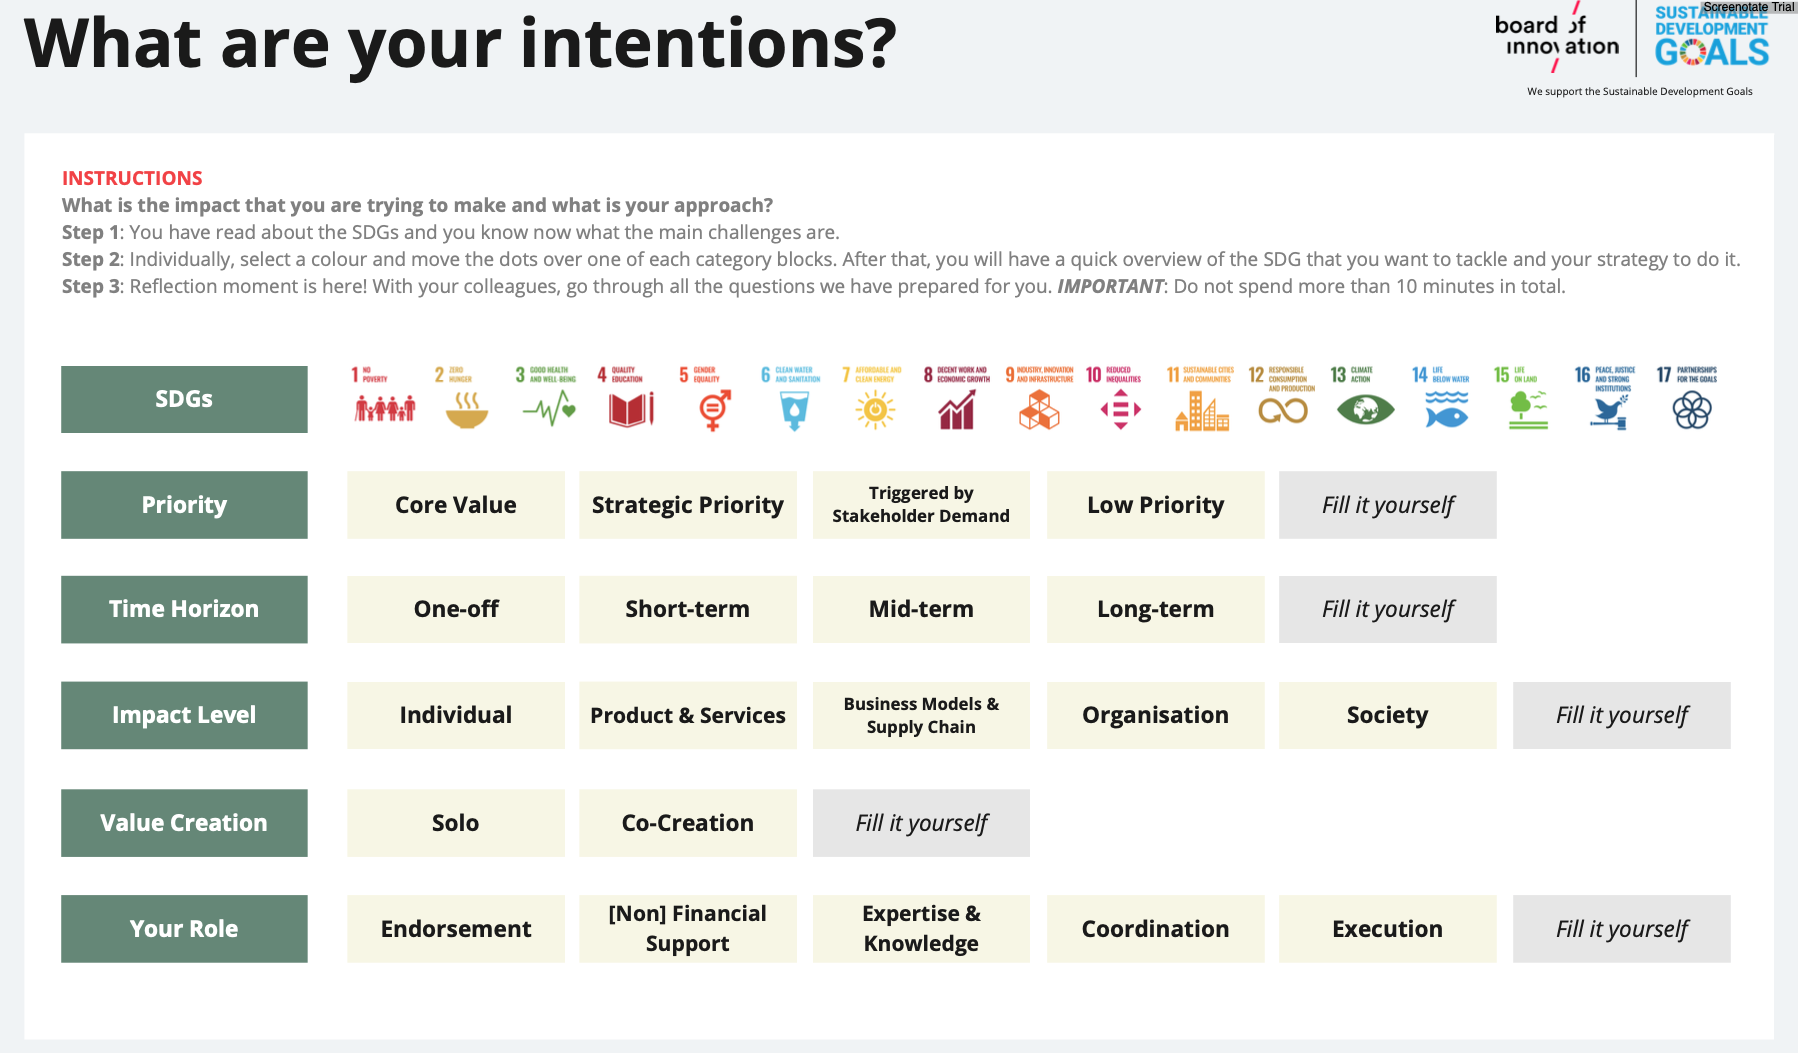 What are your intentions?
Screenotate Trial
board of
innovation
SUSTAINABLE
DEVELOPMENT
GOALS
We support the Sustainable Development Goals
INSTRUCTIONS
What is the impact that you are trying to make and what is your approach?
Step 1: You have read about the SDGs and you know now what the main challenges are.
Step 2: Individually, select a colour and move the dots over one of each category blocks. After that, you will have a quick overview of the SDG that you want to tackle and your strategy to do it.
Step 3: Reflection moment is here! With your colleagues, go through all the questions we have prepared for you. IMPORTANT: Do not spend more than 10 minutes in total.
SDGs
1 NO
POVERTY
2 ZERO
HUNGER
3 GOOD HEALTH
AND WELL-BEING
4 QUALITY
EDUCATION
5 GENDER
EQUALITY
6 CLEAN WATER
AND SANITATION
7 AFFORDABLE AND
CLEAN ENERGY
8 DECENT WORK AND
ECONOMIC GROWTH
9 INDUSTRY, INNOVATION
AND INFRASTRUCTURE
10 REDUCED
INEQUALITIES
11 SUSTAINABLE CITIES
AND COMMUNITIES
12 RESPONSIBLE
CONSUMPTION
AND PRODUCTION
13 CLIMATE
ACTION
14 LIFE
BELOW WATER
15 LIFE
ON LAND
16 PEACE, JUSTICE
AND STRONG
INSTITUTIONS
17 PARTNERSHIPS
FOR THE GOALS
Priority
Core Value
Strategic Priority
Triggered by
Stakeholder Demand
Low Priority
Fill it yourself
Time Horizon
One-off
Short-term
Mid-term
Long-term
Fill it yourself
Impact Level
Individual
Product & Services
Business Models &
Supply Chain
Organisation
Society
Fill it yourself
Value Creation
Solo
Co-Creation
Fill it yourself
Your Role
Endorsement
[Non] Financial
Support
Expertise &
Knowledge
Coordination
Execution
Fill it yourself